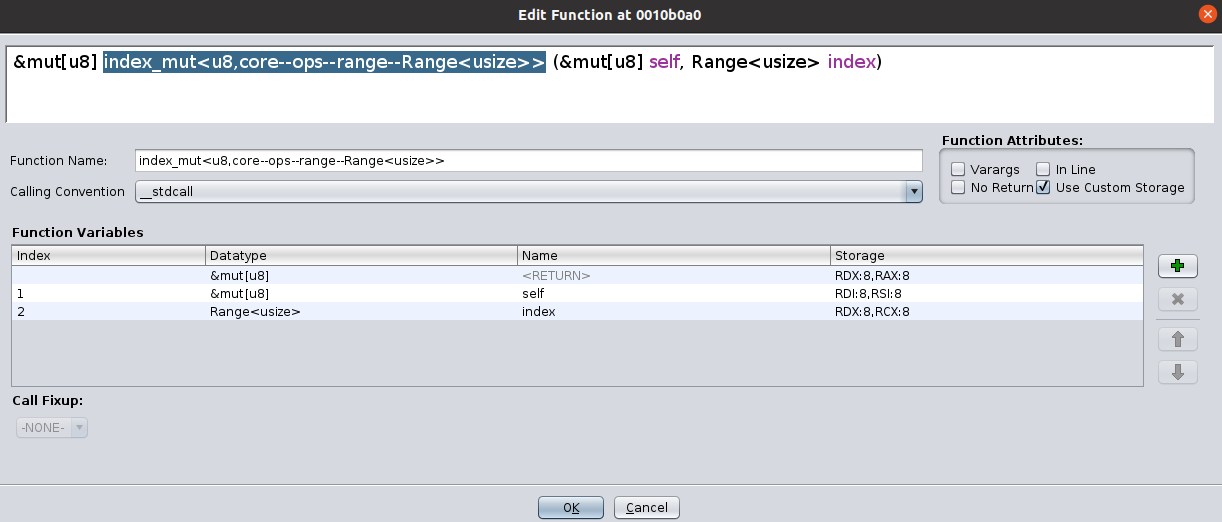 Edit Function at 0010b0a0
&mut[u8] index_mut<u8,core--ops--range--Range<usize>> (&mut[u8] self, Range<usize> index)
Function Attributes:
Function Name: index_mut<u8,core--ops--range--Range<usize>>
Varargs In Line
Calling Convention __stdcall
No Return Use Custom Storage
Function Variables
Index Datatype Name Storage
&mut[u8] <RETURN> RDX:8,RAX:8
1 &mut[u8] self RDI:8,RSI:8
2 Range<usize> index RDX:8,RCX:8
Call Fixup:
-NONE-
OK Cancel